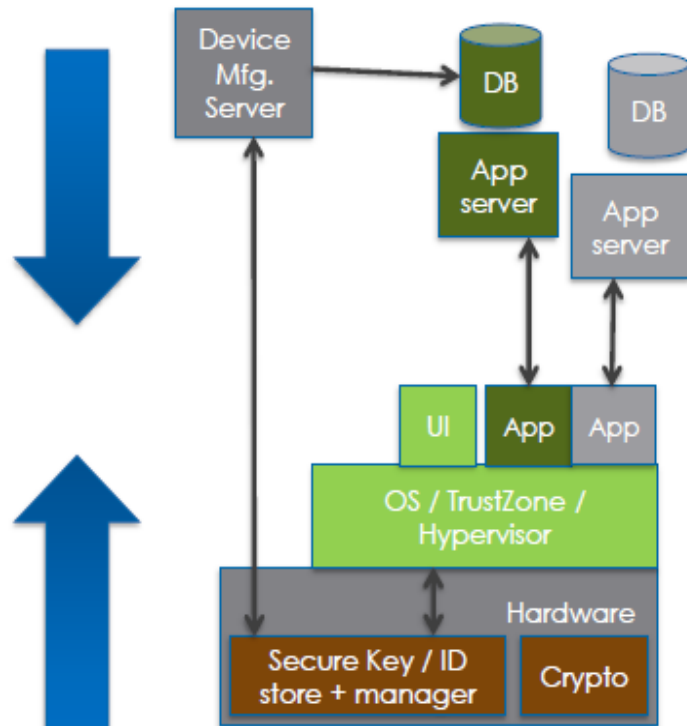 Device
Mfg.
Server
DB
DB
App
server
App
server
UI
App
App
OS / TrustZone /
Hypervisor
Hardware
Secure Key / ID
store + manager
Crypto